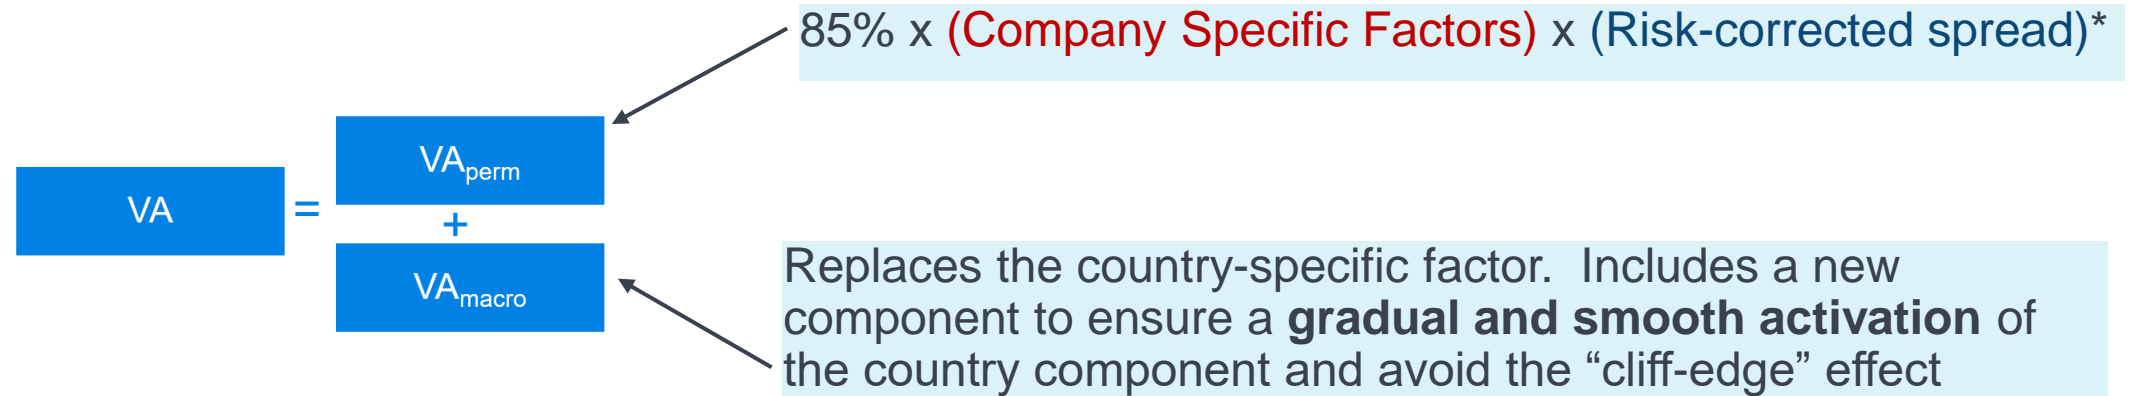 85% x (Company Specific Factors) x (Risk-corrected spread)*
VAperm
VA
=
+
VAmacro
Replaces the country-specific factor.  Includes a new
component to ensure a gradual and smooth activation of
the country component and avoid the “cliff-edge” effect